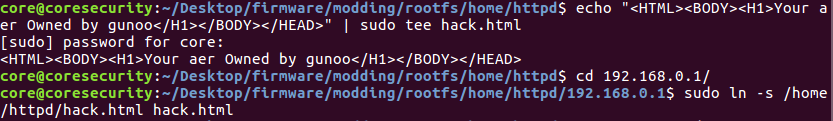 core@coresecurity:~/Desktop/firmware/modding/rootfs/home/httpd$ echo "<HTML><BODY><H1>Your a
er Owned by gunoo</H1></BODY></HEAD>" | sudo tee hack.html
[sudo] password for core:
<HTML><BODY><H1>Your aer Owned by gunoo</H1></BODY></HEAD>
core@coresecurity:~/Desktop/firmware/modding/rootfs/home/httpd$ cd 192.168.0.1/
core@coresecurity:~/Desktop/firmware/modding/rootfs/home/httpd/192.168.0.1$ sudo ln -s /home
/httpd/hack.html hack.html